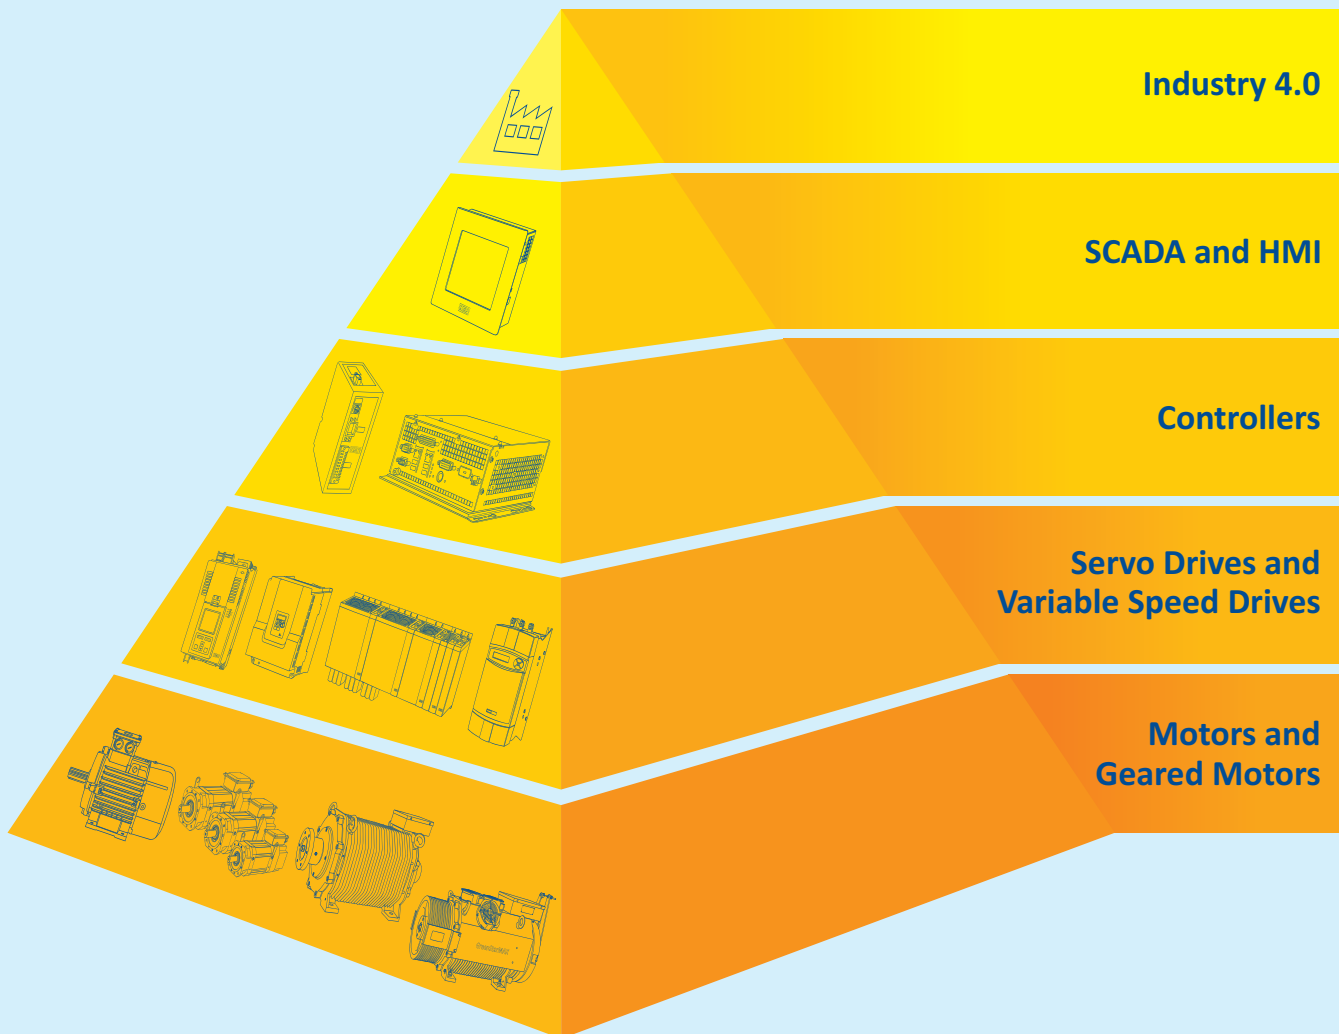 Industry 4.0
SCADA and HMI
Controllers
Servo Drives and
Variable Speed Drives
Motors and
Geared Motors